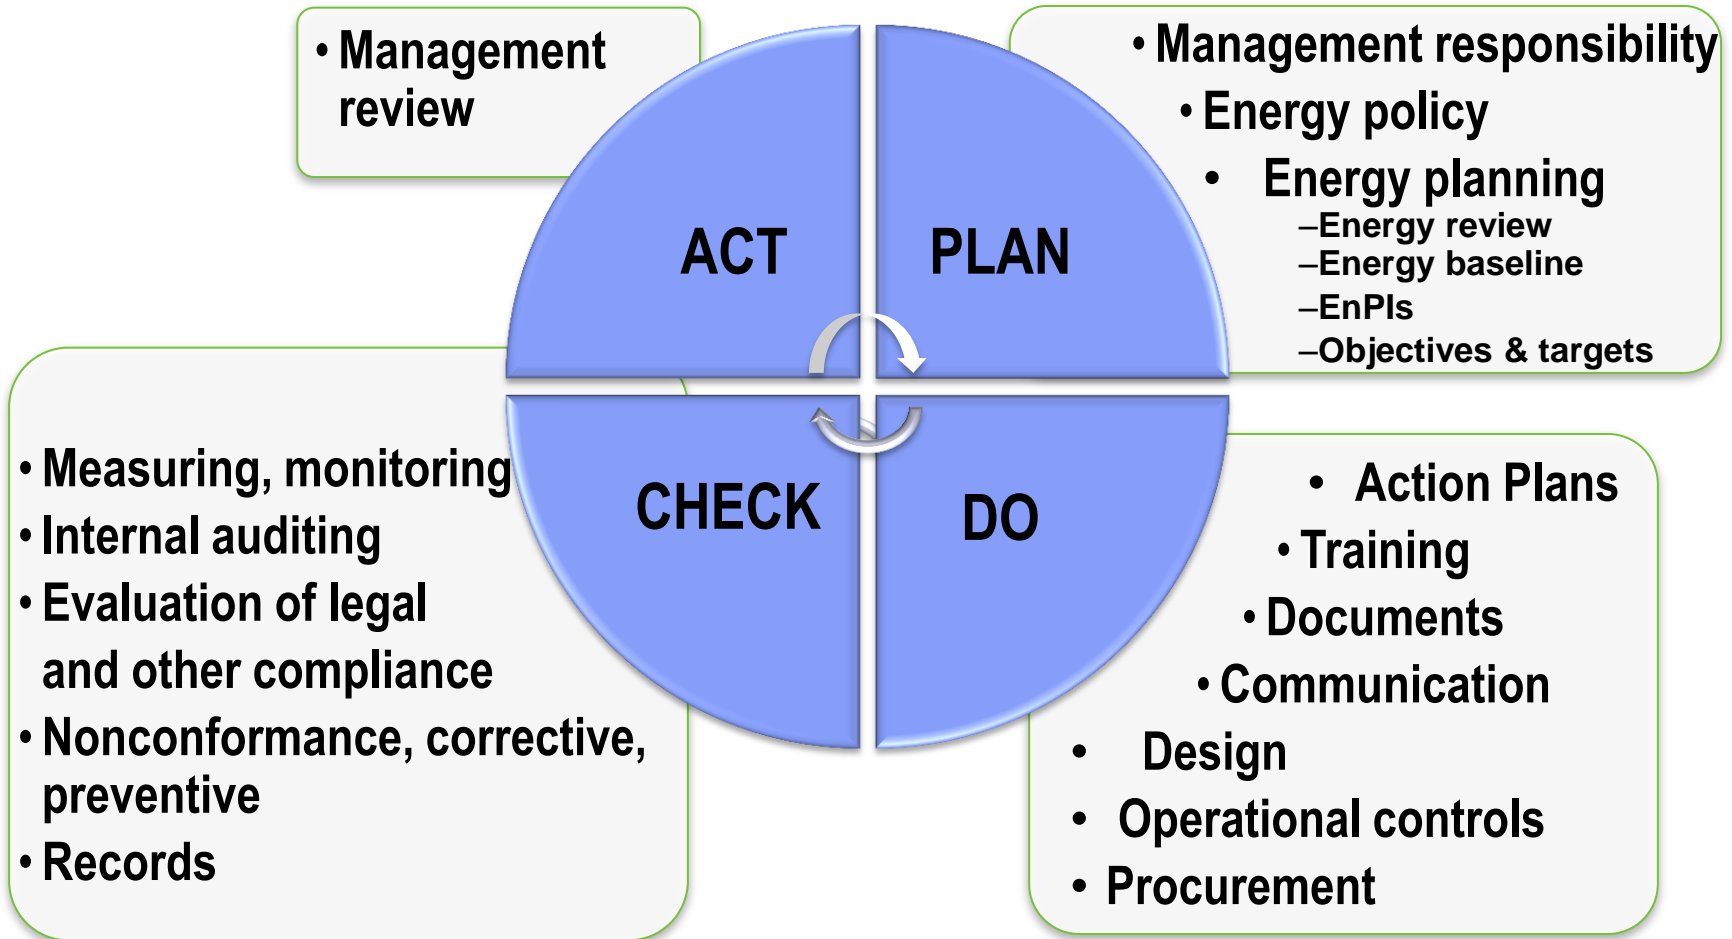 • Management
review
• Management responsibility
• Energy policy
• Energy planning
–Energy review
–Energy baseline
–EnPIs
–Objectives & targets
ACT
PLAN
CHECK
DO
• Measuring, monitoring
• Internal auditing
• Evaluation of legal
and other compliance
• Nonconformance, corrective,
preventive
• Records
• Action Plans
• Training
• Documents
• Communication
• Design
• Operational controls
• Procurement